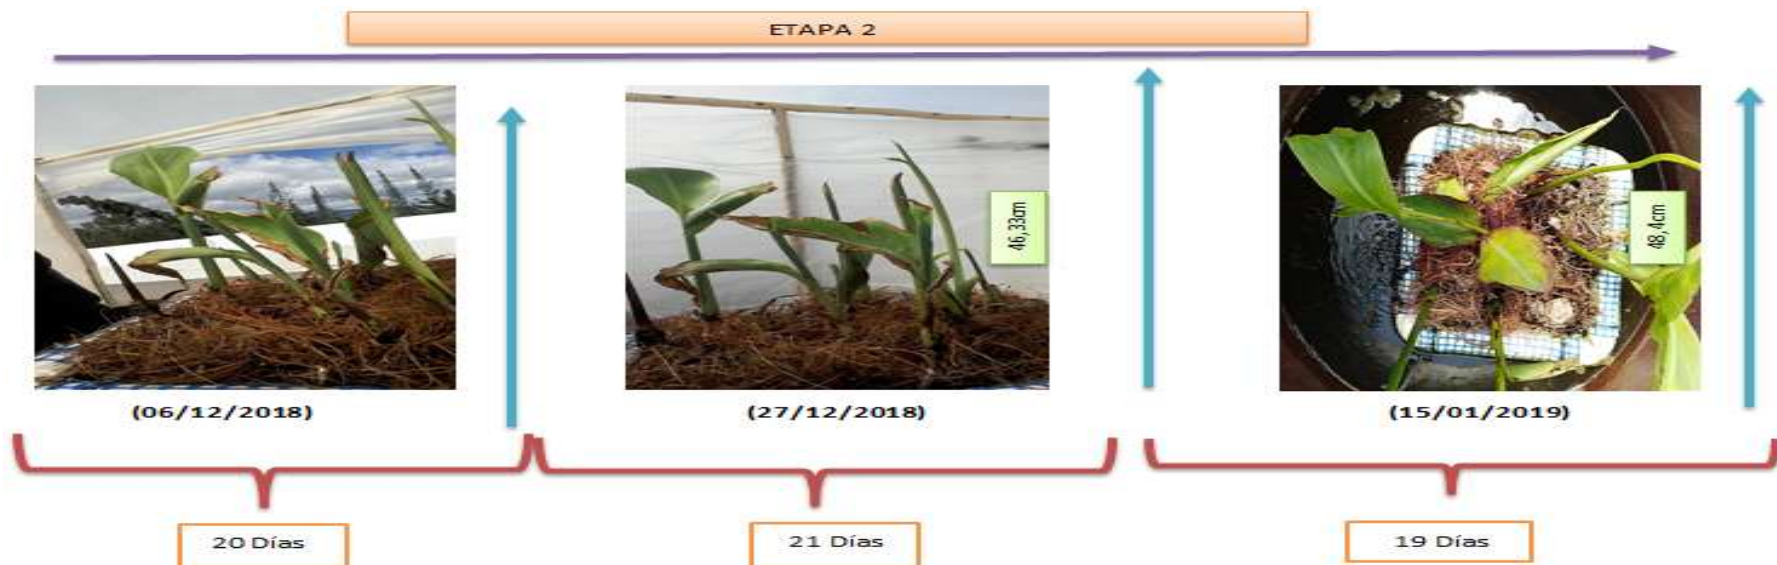 ETAPA 2
46,33cm
48,4cm
(06/12/2018)
(27/12/2018)
(15/01/2019)
20 Días
21 Días
19 Días